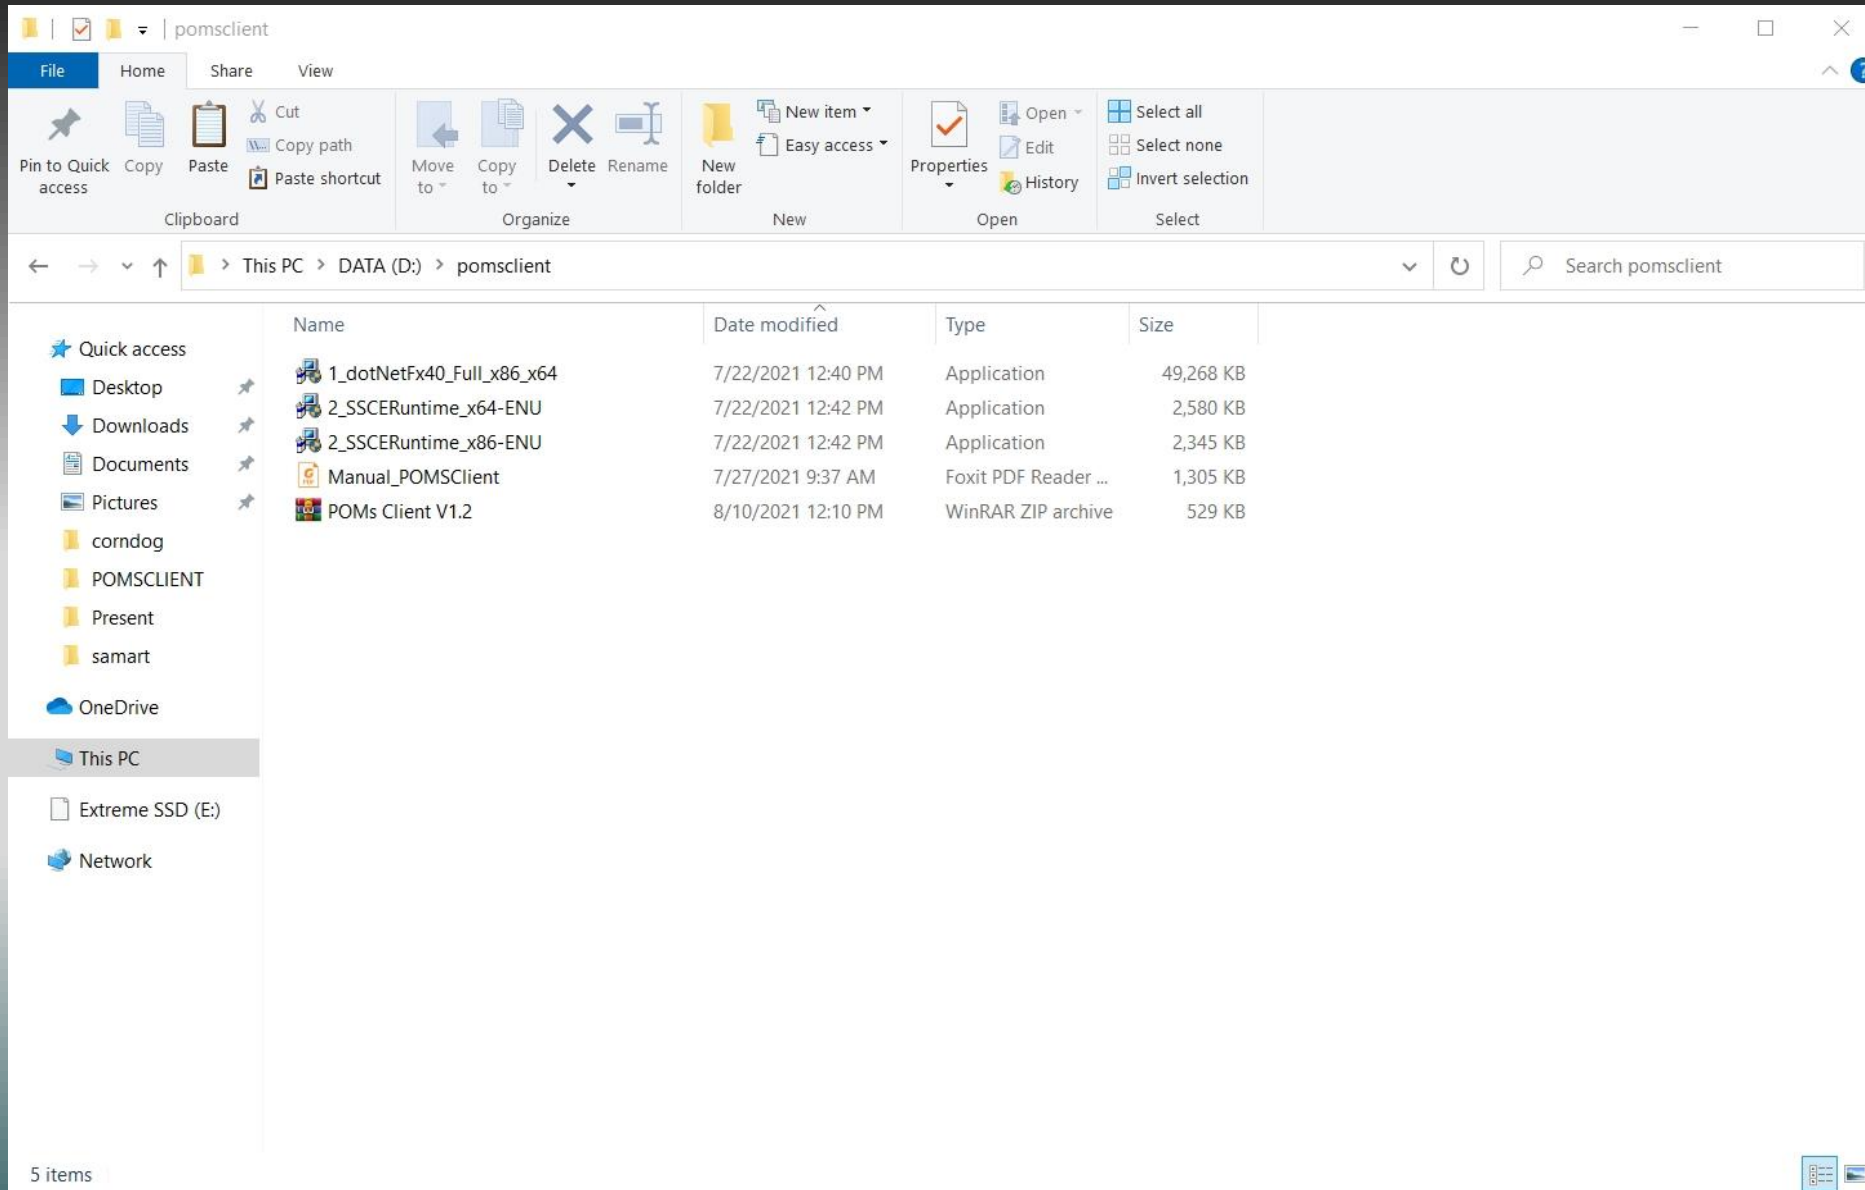 pomsclient
File Home Share View
Pin to Quick access
Copy
Paste
Cut
Copy path
Paste shortcut
Clipboard
Move to
Copy to
Delete
Rename
Organize
New folder
New item
Easy access
New
Properties
Open
Edit
History
Open
Select all
Select none
Invert selection
Select
This PC > DATA (D:) > pomsclient
Search pomsclient
Quick access
Desktop
Downloads
Documents
Pictures
corndog
POMSCLIENT
Present
samart
OneDrive
This PC
Extreme SSD (E:)
Network
Name Date modified Type Size
1_dotNetFx40_Full_x86_x64 7/22/2021 12:40 PM Application 49,268 KB
2_SSCERuntime_x64-ENU 7/22/2021 12:42 PM Application 2,580 KB
2_SSCERuntime_x86-ENU 7/22/2021 12:42 PM Application 2,345 KB
Manual_POMSClient 7/27/2021 9:37 AM Foxit PDF Reader ... 1,305 KB
POMs Client V1.2 8/10/2021 12:10 PM WinRAR ZIP archive 529 KB
5 items